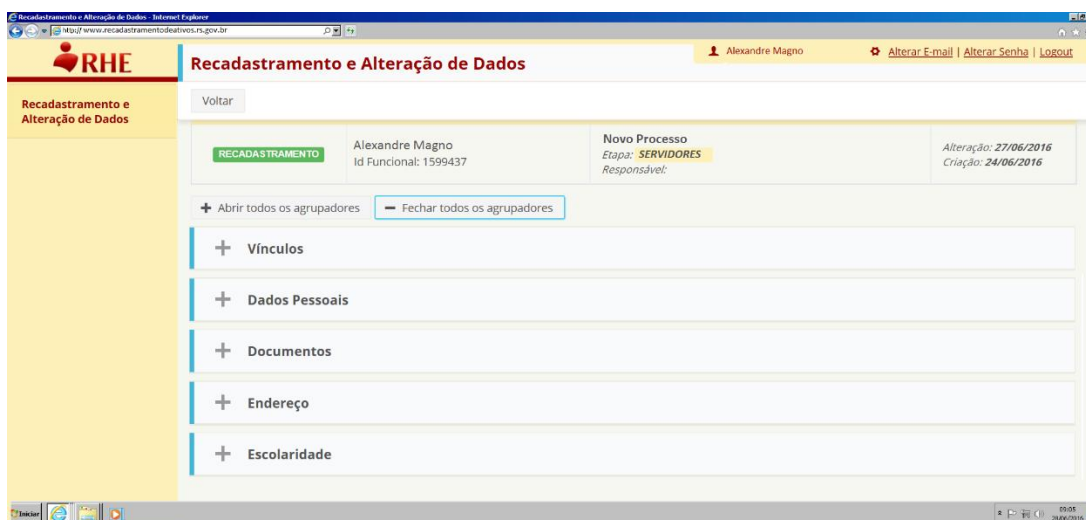 Recadastramento e Alteração de Dados - Internet Explorer
http://www.recadastramentodeativos.rs.gov.br
RHE
Recadastramento e Alteração de Dados
Alexandre Magno
Alterar E-mail | Alterar Senha | Logout
Recadastramento e
Alteração de Dados
Voltar
RECADASTRAMENTO
Alexandre Magno
Id Funcional: 1599437
Novo Processo
Etapa: SERVIDORES
Responsável:
Alteração: 27/06/2016
Criação: 24/06/2016
+ Abrir todos os agrupadores
− Fechar todos os agrupadores
+ Vínculos
+ Dados Pessoais
+ Documentos
+ Endereço
+ Escolaridade
Iniciar
09:05